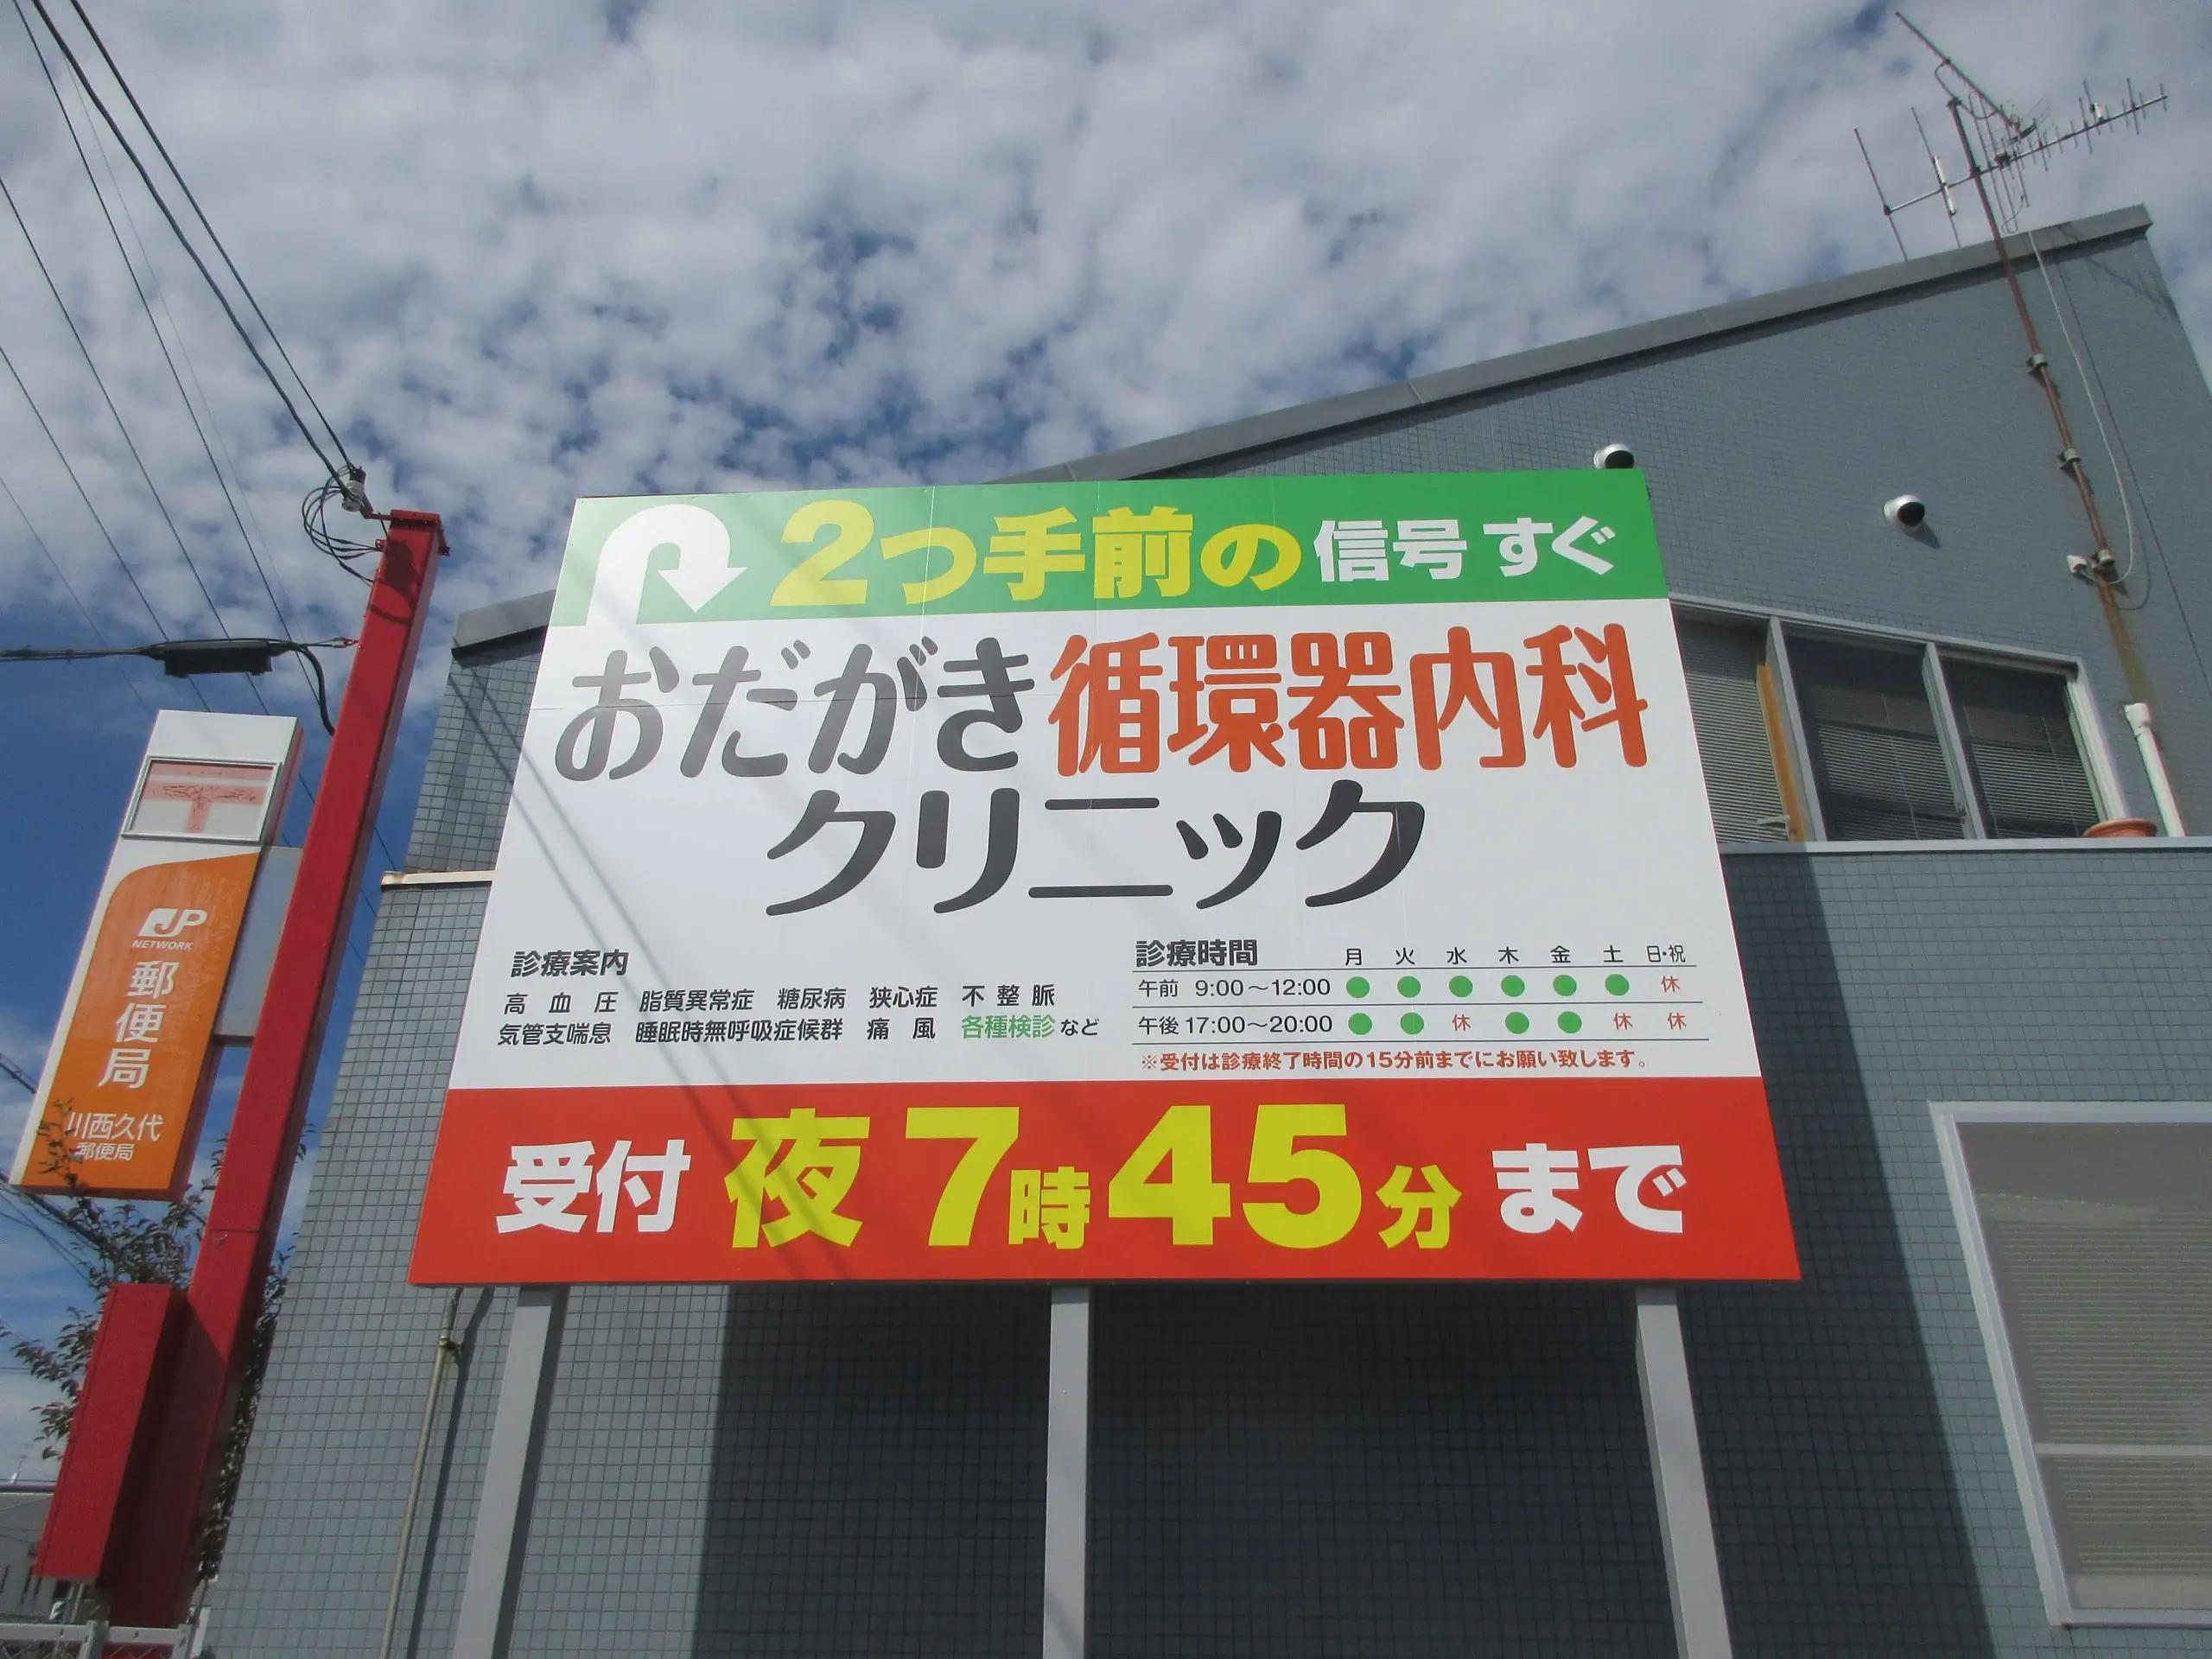 2つ手前の信号 すぐ
おだがき循環器内科
クリニック
診療案内
高血圧 脂質異常症 糖尿病 狭心症 不整脈
気管支喘息 睡眠時無呼吸症候群 痛風 各種検診など
診療時間 月 火 水 木 金 土 日・祝
午前 9:00～12:00 ● ● ● ● ● ● 休
午後 17:00～20:00 ● ● 休 ● ● 休 休
※受付は診療終了時間の15分前までにお願い致します。
受付 夜7時45分まで
〒
JP
NETWORK
郵便局
川西久代
郵便局